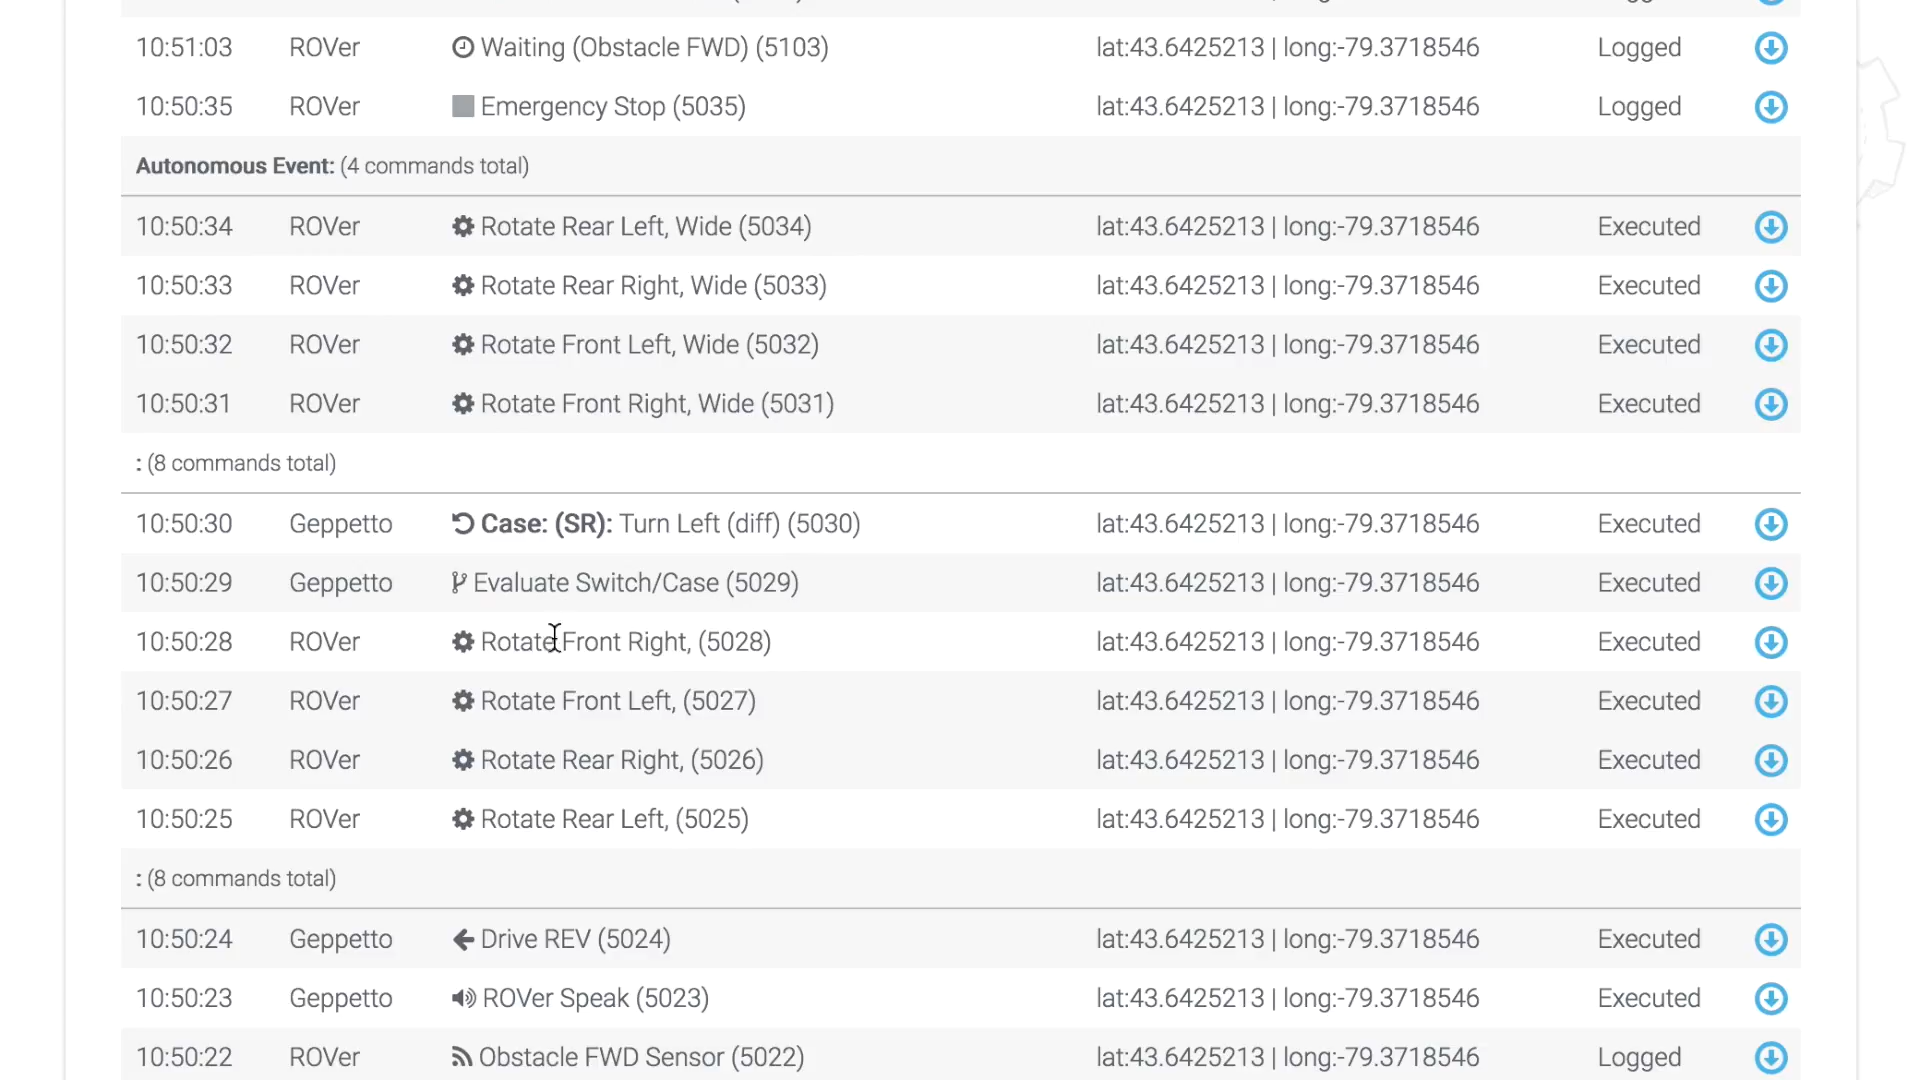 10:51:03 ROVer Waiting (Obstacle FWD) (5103) lat:43.6425213 | long:-79.3718546 Logged
10:50:35 ROVer Emergency Stop (5035) lat:43.6425213 | long:-79.3718546 Logged
Autonomous Event: (4 commands total)
10:50:34 ROVer Rotate Rear Left, Wide (5034) lat:43.6425213 | long:-79.3718546 Executed
10:50:33 ROVer Rotate Rear Right, Wide (5033) lat:43.6425213 | long:-79.3718546 Executed
10:50:32 ROVer Rotate Front Left, Wide (5032) lat:43.6425213 | long:-79.3718546 Executed
10:50:31 ROVer Rotate Front Right, Wide (5031) lat:43.6425213 | long:-79.3718546 Executed
: (8 commands total)
10:50:30 Geppetto Case: (SR): Turn Left (diff) (5030) lat:43.6425213 | long:-79.3718546 Executed
10:50:29 Geppetto Evaluate Switch/Case (5029) lat:43.6425213 | long:-79.3718546 Executed
10:50:28 ROVer Rotate Front Right, (5028) lat:43.6425213 | long:-79.3718546 Executed
10:50:27 ROVer Rotate Front Left, (5027) lat:43.6425213 | long:-79.3718546 Executed
10:50:26 ROVer Rotate Rear Right, (5026) lat:43.6425213 | long:-79.3718546 Executed
10:50:25 ROVer Rotate Rear Left, (5025) lat:43.6425213 | long:-79.3718546 Executed
: (8 commands total)
10:50:24 Geppetto Drive REV (5024) lat:43.6425213 | long:-79.3718546 Executed
10:50:23 Geppetto ROVer Speak (5023) lat:43.6425213 | long:-79.3718546 Executed
10:50:22 ROVer Obstacle FWD Sensor (5022) lat:43.6425213 | long:-79.3718546 Logged